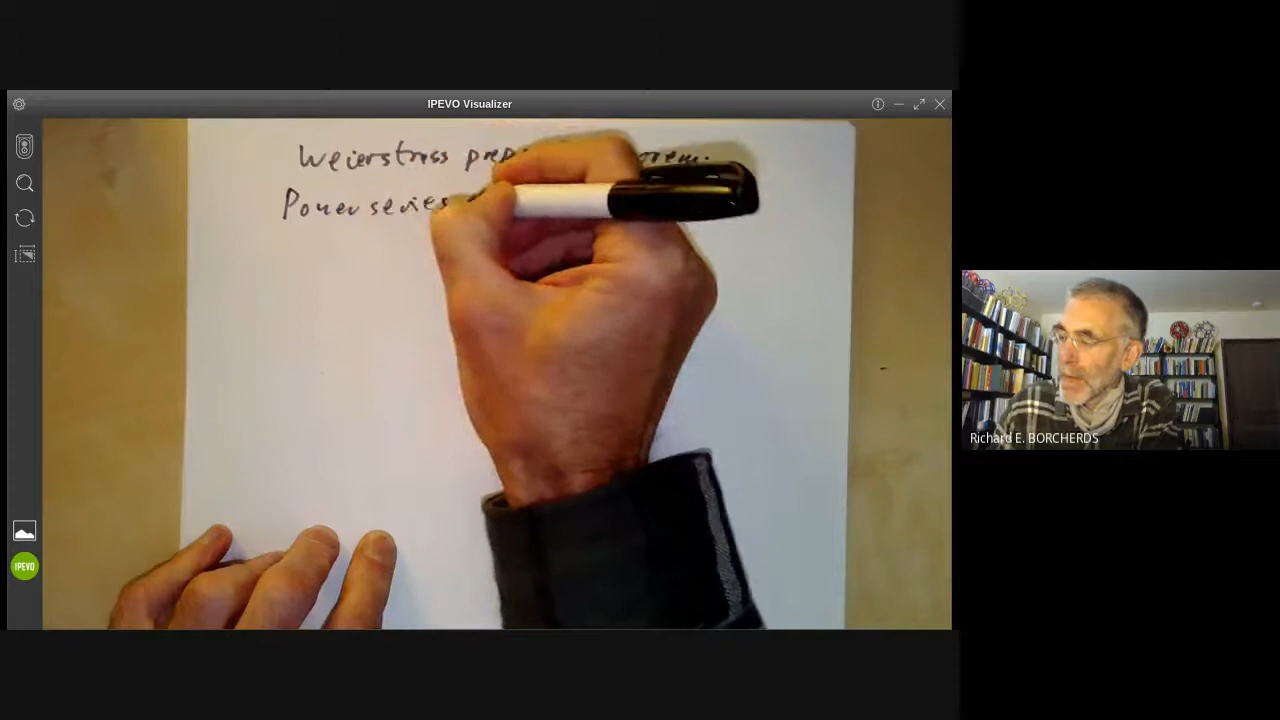 IPEVO Visualizer
Weierstrass
Power series
IPEVO
Richard E. BORCHERDS